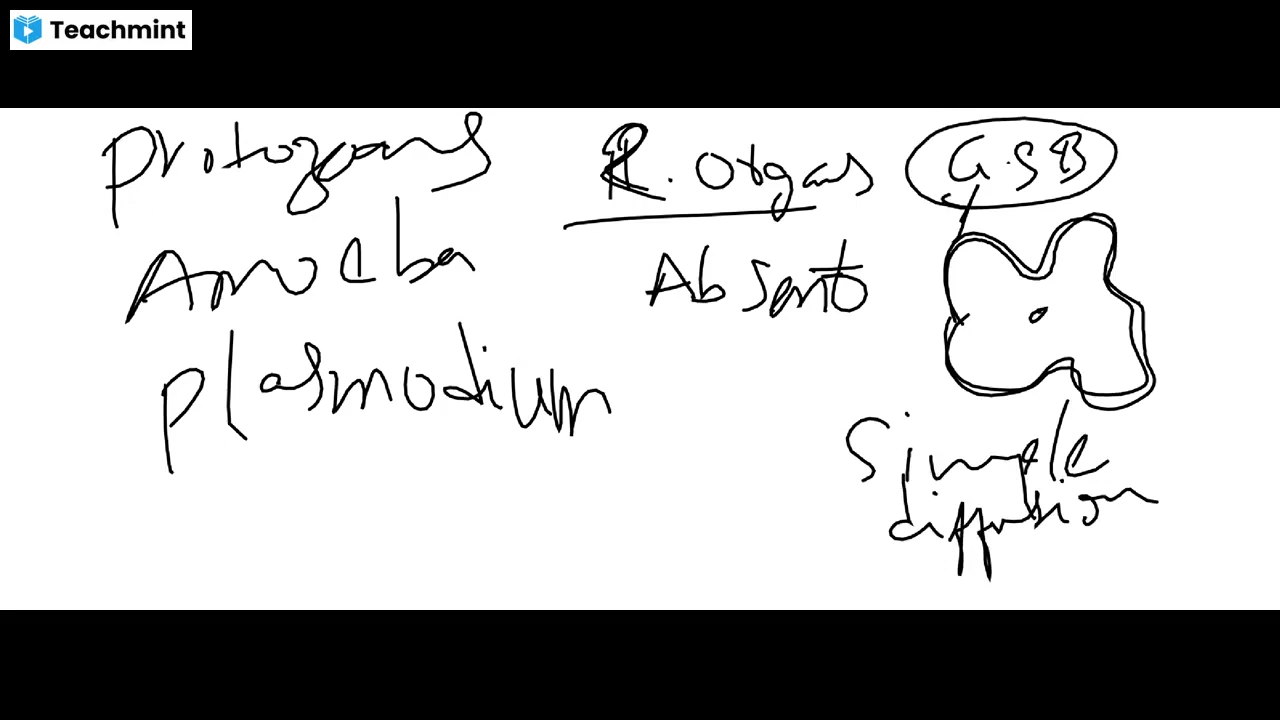 Teachmint
Protozoans R. Organs G.S.B
Amoeba Absent
Plasmodium
Simple
diffusion